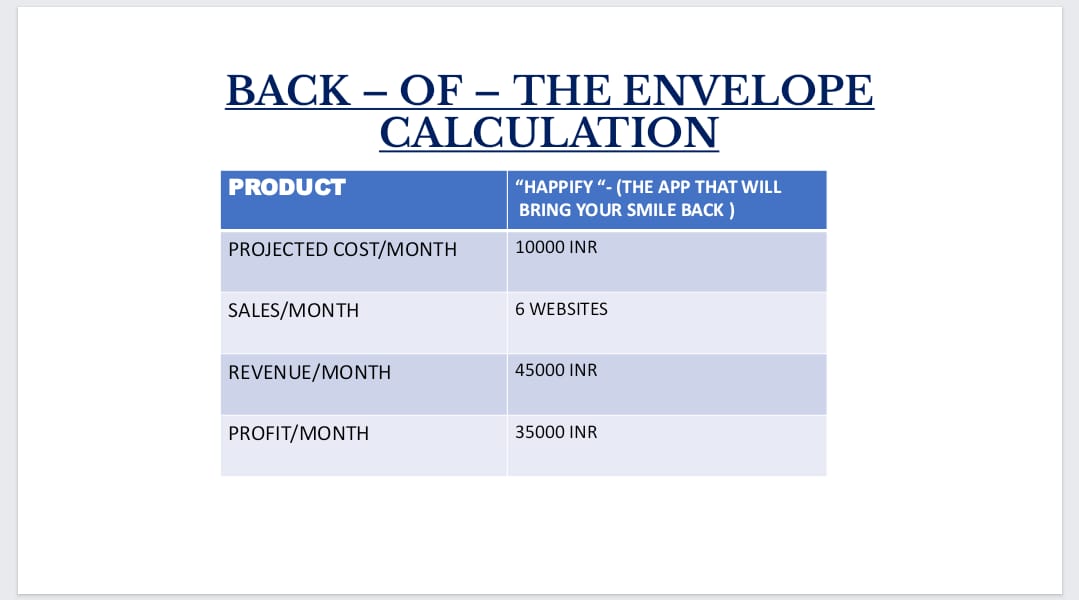 BACK – OF – THE ENVELOPE
CALCULATION
PRODUCT
“HAPPIFY “- (THE APP THAT WILL
BRING YOUR SMILE BACK )
PROJECTED COST/MONTH
10000 INR
SALES/MONTH
6 WEBSITES
REVENUE/MONTH
45000 INR
PROFIT/MONTH
35000 INR